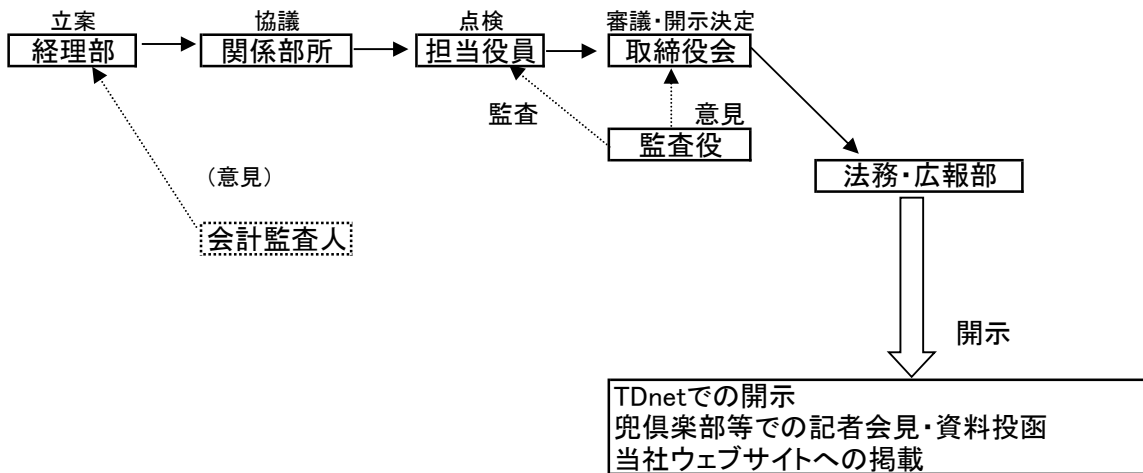 立案
経理部
協議
関係部所
点検
担当役員
審議・開示決定
取締役会
監査
意見
監査役
(意見)
会計監査人
法務・広報部
開示
TDnetでの開示
兜倶楽部等での記者会見・資料投函
当社ウェブサイトへの掲載